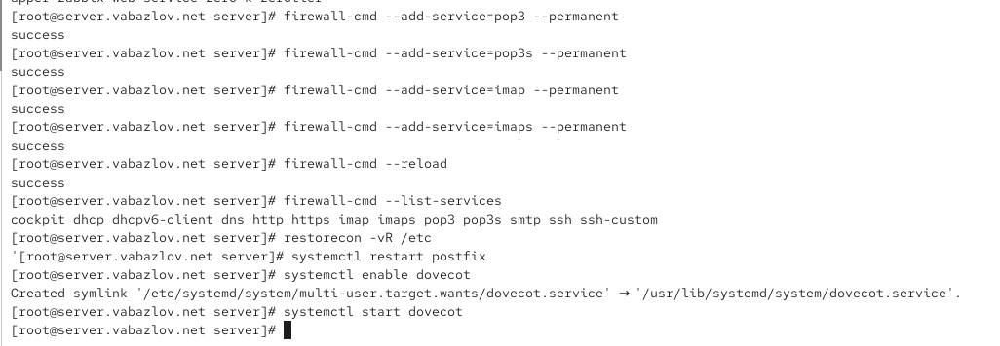 [root@server.vabazlov.net server]# firewall-cmd --add-service=pop3 --permanent
success
[root@server.vabazlov.net server]# firewall-cmd --add-service=pop3s --permanent
success
[root@server.vabazlov.net server]# firewall-cmd --add-service=imap --permanent
success
[root@server.vabazlov.net server]# firewall-cmd --add-service=imaps --permanent
success
[root@server.vabazlov.net server]# firewall-cmd --reload
success
[root@server.vabazlov.net server]# firewall-cmd --list-services
cockpit dhcp dhcpv6-client dns http https imap imaps pop3 pop3s smtp ssh ssh-custom
[root@server.vabazlov.net server]# restorecon -vR /etc
'[root@server.vabazlov.net server]# systemctl restart postfix
[root@server.vabazlov.net server]# systemctl enable dovecot
Created symlink '/etc/systemd/system/multi-user.target.wants/dovecot.service' → '/usr/lib/systemd/system/dovecot.service'.
[root@server.vabazlov.net server]# systemctl start dovecot
[root@server.vabazlov.net server]#